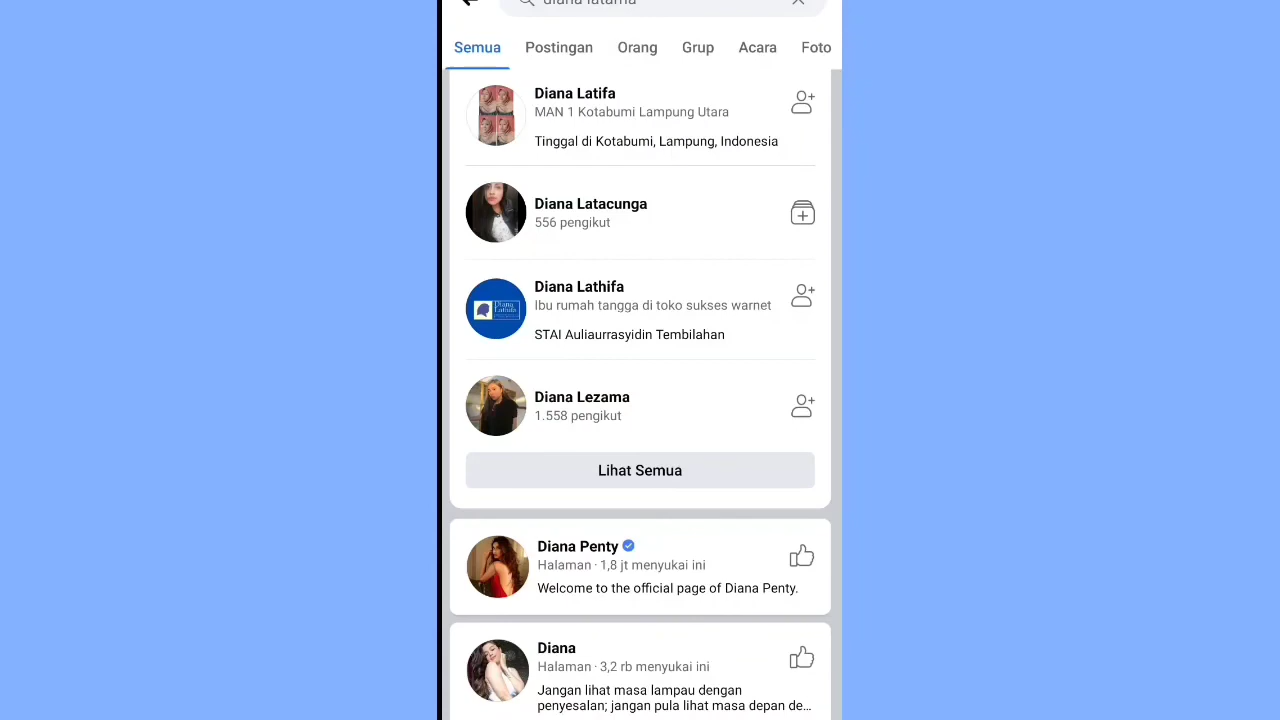 diana latama
Semua
Postingan
Orang
Grup
Acara
Foto
Diana Latifa
MAN 1 Kotabumi Lampung Utara
Tinggal di Kotabumi, Lampung, Indonesia
Diana Latacunga
556 pengikut
Diana Lathifa
Ibu rumah tangga di toko sukses warnet
STAI Auliaurrasyidin Tembilahan
Diana Lezama
1.558 pengikut
Lihat Semua
Diana Penty
Halaman · 1,8 jt menyukai ini
Welcome to the official page of Diana Penty.
Diana
Halaman · 3,2 rb menyukai ini
Jangan lihat masa lampau dengan
penyesalan; jangan pula lihat masa depan de...